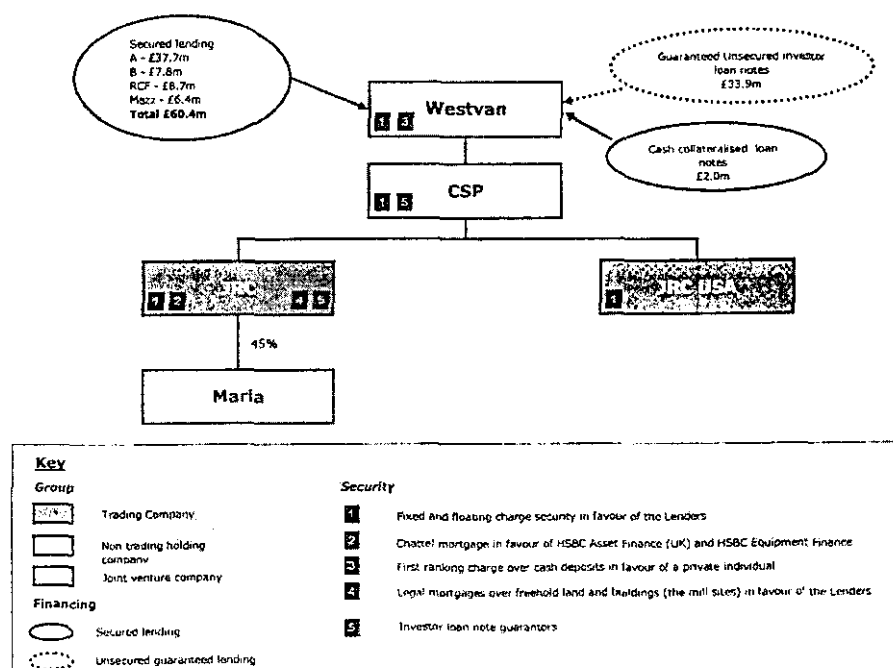 Secured lending
A - £37.7m
B - £7.8m
RCF - £8.7m
Mezz - £6.4m
Total £60.4m
Guaranteed Unsecured Investor
loan notes
£33.9m
Westvan
1 3
Cash collateralised loan
notes
£2.0m
CSP
1 5
JRC
1 2 4 5
JRC USA
1
45%
Maria
Key
Group
Trading Company
Non trading holding
company
Joint venture company
Financing
Secured lending
Unsecured guaranteed lending
Security
1 Fixed and floating charge security in favour of the Lenders
2 Chattel mortgage in favour of HSBC Asset Finance (UK) and HSBC Equipment Finance
3 First ranking charge over cash deposits in favour of a private individual
4 Legal mortgages over freehold land and buildings (the mill sites) in favour of the Lenders
5 Investor loan note guarantors